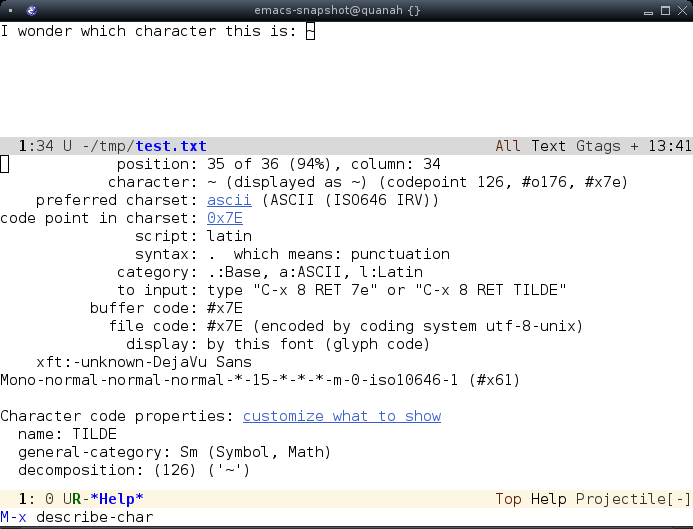 emacs-snapshot@quanah {}
I wonder which character this is: ~
1:34 U -/tmp/test.txt All Text Gtags + 13:41
position: 35 of 36 (94%), column: 34
character: ~ (displayed as ~) (codepoint 126, #o176, #x7e)
preferred charset: ascii (ASCII (ISO646 IRV))
code point in charset: 0x7E
script: latin
syntax: . which means: punctuation
category: .:Base, a:ASCII, l:Latin
to input: type "C-x 8 RET 7e" or "C-x 8 RET TILDE"
buffer code: #x7E
file code: #x7E (encoded by coding system utf-8-unix)
display: by this font (glyph code)
xft:-unknown-DejaVu Sans
Mono-normal-normal-normal-*-15-*-*-*-m-0-iso10646-1 (#x61)
Character code properties: customize what to show
name: TILDE
general-category: Sm (Symbol, Math)
decomposition: (126) ('~')
1: 0 UR-*Help* Top Help Projectile[-]
M-x describe-char